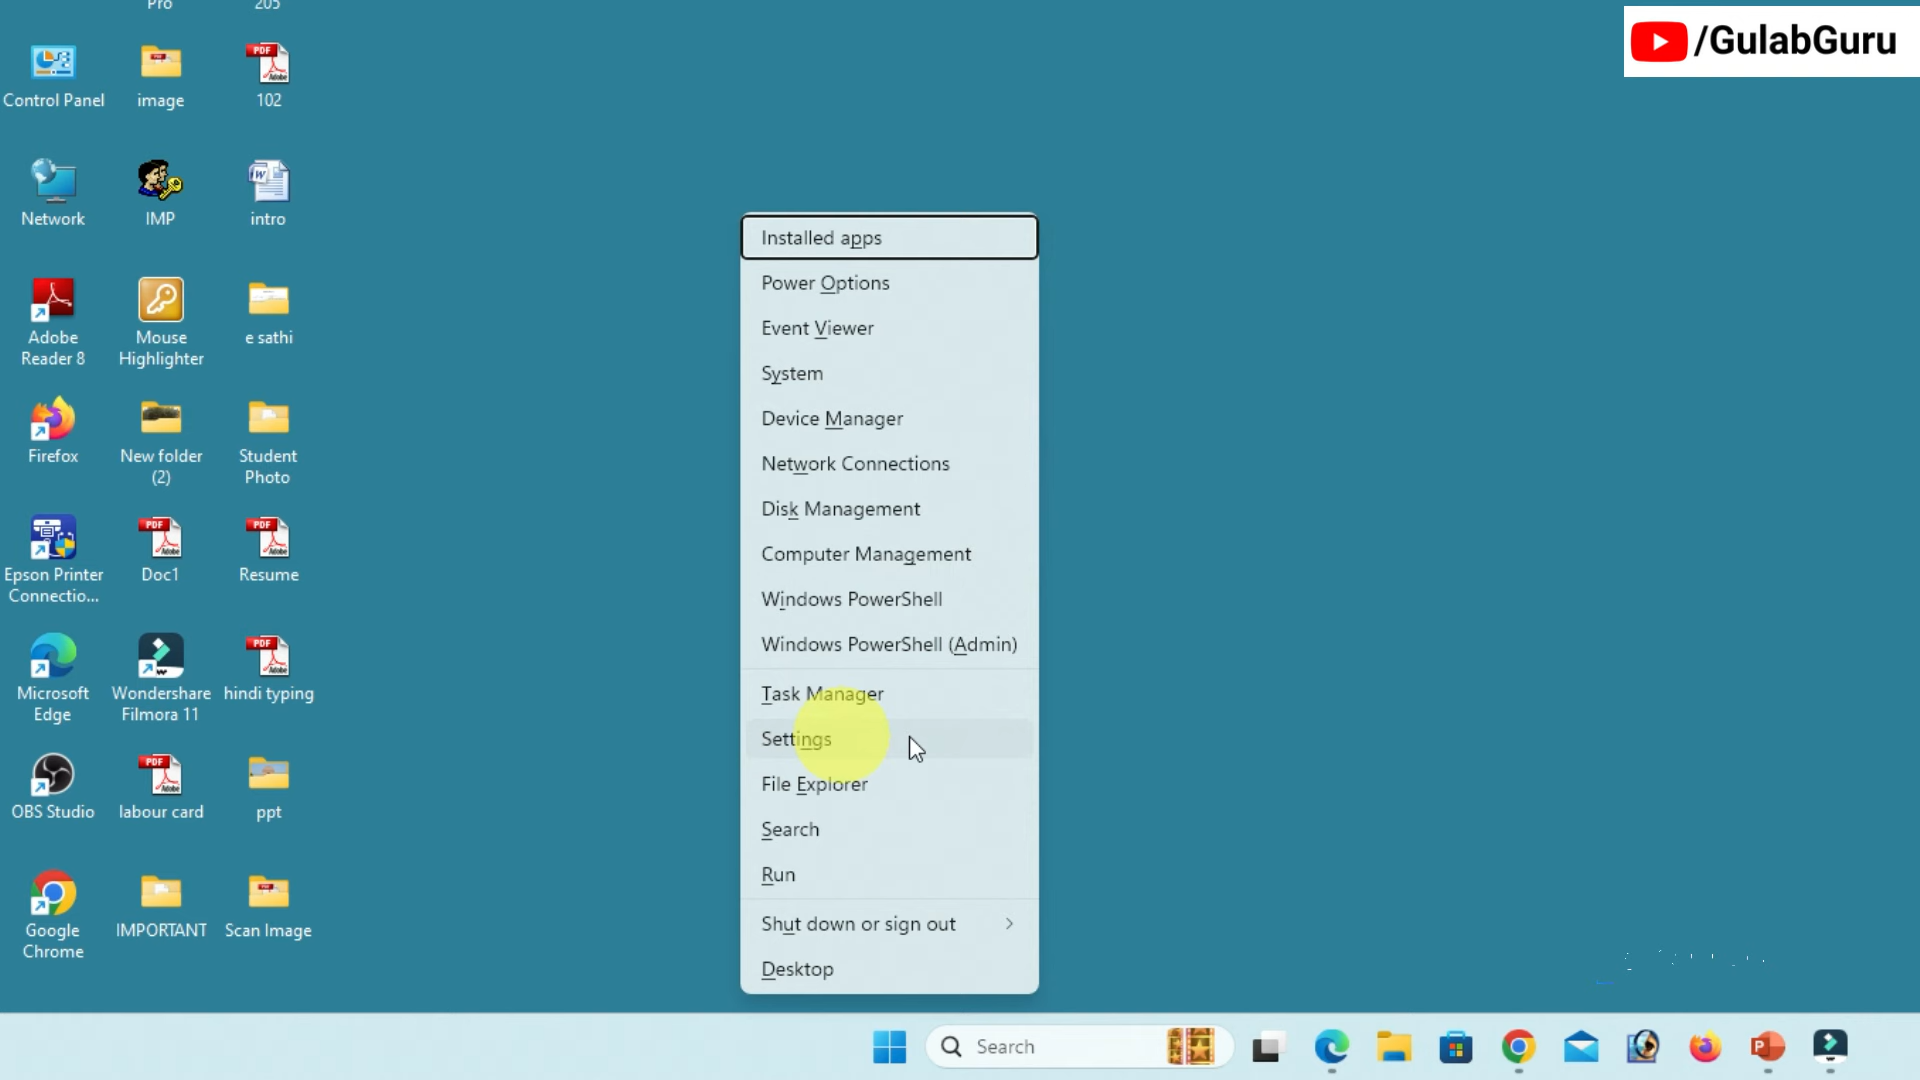 Pro
205
/GulabGuru
Control Panel
image
102
Network
IMP
intro
Adobe
Reader 8
Mouse
Highlighter
e sathi
Firefox
New folder
(2)
Student
Photo
Epson Printer
Connectio...
Doc1
Resume
Microsoft
Edge
Wondershare
Filmora 11
hindi typing
OBS Studio
labour card
ppt
Google
Chrome
IMPORTANT
Scan Image
Installed apps
Power Options
Event Viewer
System
Device Manager
Network Connections
Disk Management
Computer Management
Windows PowerShell
Windows PowerShell (Admin)
Task Manager
Settings
File Explorer
Search
Run
Shut down or sign out
Desktop
Search